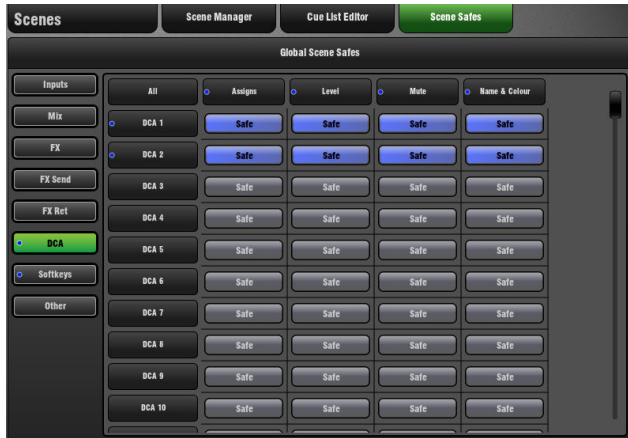 Scenes Scene Manager Cue List Editor Scene Safes
Global Scene Safes
Inputs
Mix
FX
FX Send
FX Ret
DCA
Softkeys
Other
All Assigns Level Mute Name & Colour
DCA 1 Safe Safe Safe Safe
DCA 2 Safe Safe Safe Safe
DCA 3 Safe Safe Safe Safe
DCA 4 Safe Safe Safe Safe
DCA 5 Safe Safe Safe Safe
DCA 6 Safe Safe Safe Safe
DCA 7 Safe Safe Safe Safe
DCA 8 Safe Safe Safe Safe
DCA 9 Safe Safe Safe Safe
DCA 10 Safe Safe Safe Safe